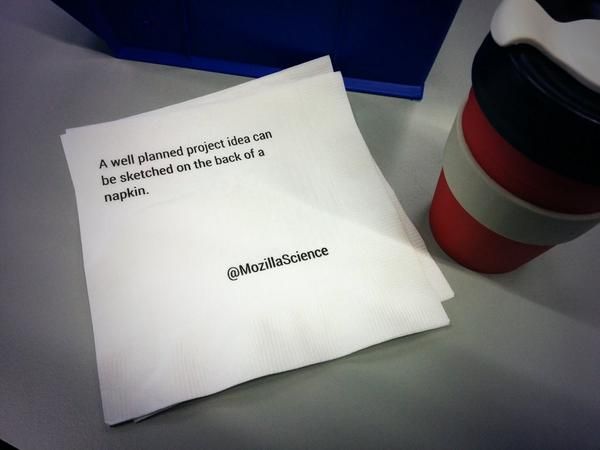 A well planned project idea can
be sketched on the back of a
napkin.
@MozillaScience